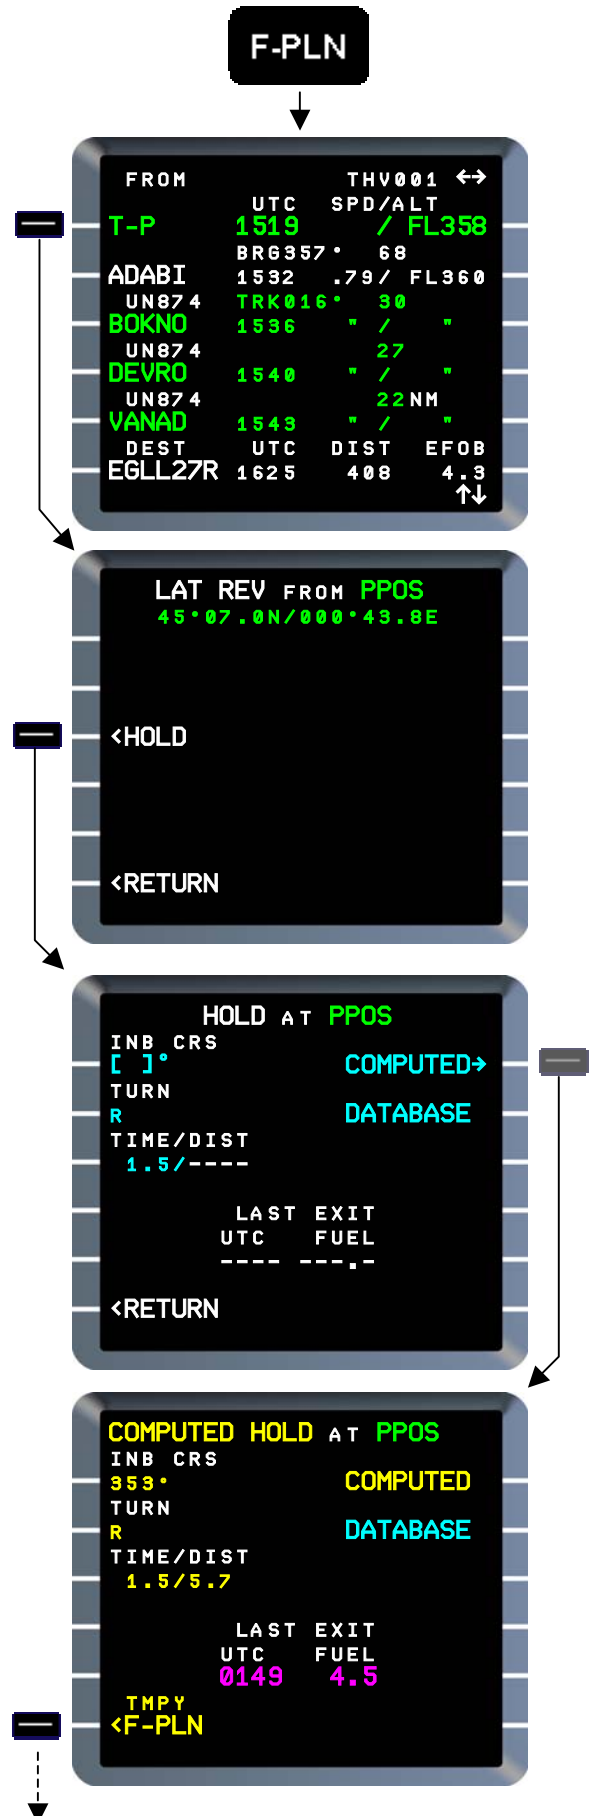 F-PLN
FROM THV001 ←→
UTC SPD/ALT
T-P 1519 / FL358
BRG357° 68
ADABI 1532 .79/ FL360
UN874 TRK016° 30
BOKNO 1536 " / "
UN874 27
DEVRO 1540 " / "
UN874 22NM
VANAD 1543 " / "
DEST UTC DIST EFOB
EGLL27R 1625 408 4.3
↑↓
LAT REV FROM PPOS
45°07.0N/000°43.8E
<HOLD
<RETURN
HOLD AT PPOS
INB CRS
[ ]° COMPUTED→
TURN
R DATABASE
TIME/DIST
1.5/----
LAST EXIT
UTC FUEL
---- ---.-
<RETURN
COMPUTED HOLD AT PPOS
INB CRS
353° COMPUTED
TURN
R DATABASE
TIME/DIST
1.5/5.7
LAST EXIT
UTC FUEL
0149 4.5
TMPY
<F-PLN